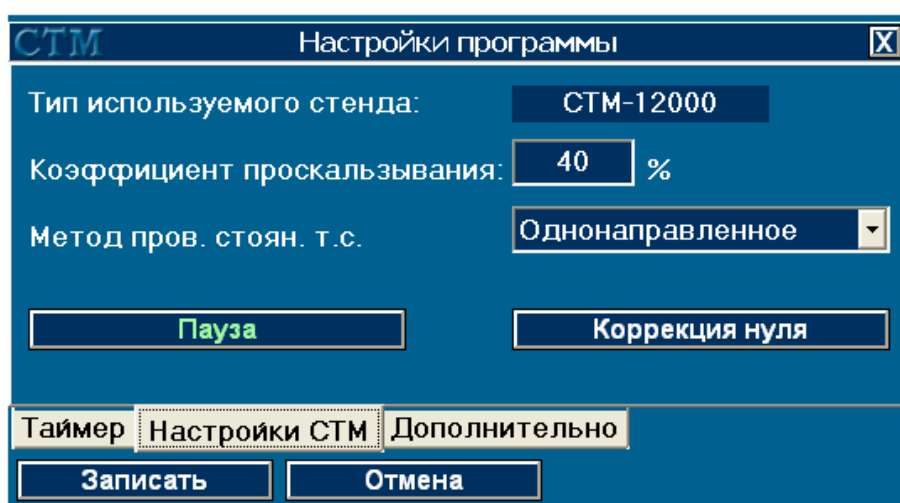 СТМ Настройки программы X
Тип используемого стенда: СТМ-12000
Коэффициент проскальзывания: 40 %
Метод пров. стоян. т.с. Однонаправленное
Пауза Коррекция нуля
Таймер Настройки СТМ Дополнительно
Записать Отмена